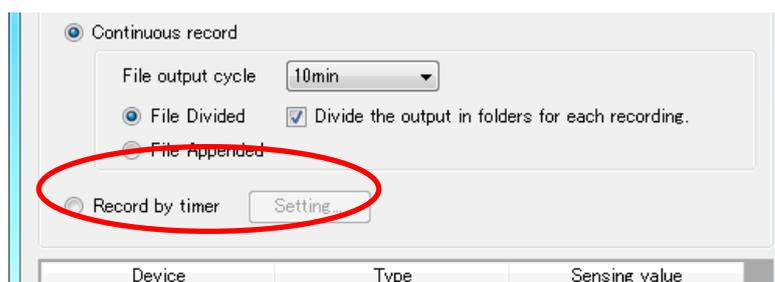 Continuous record
File output cycle 10min
File Divided Divide the output in folders for each recording.
File Appended
Record by timer Setting...
Device Type Sensing value